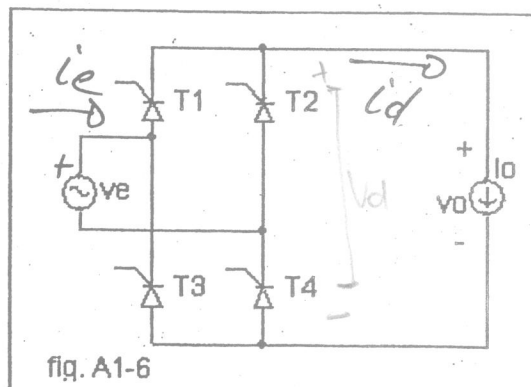 ie
T1
T2
+
id
+
ve
Vd
+
Io
vo
-
T3
T4
-
fig. A1-6